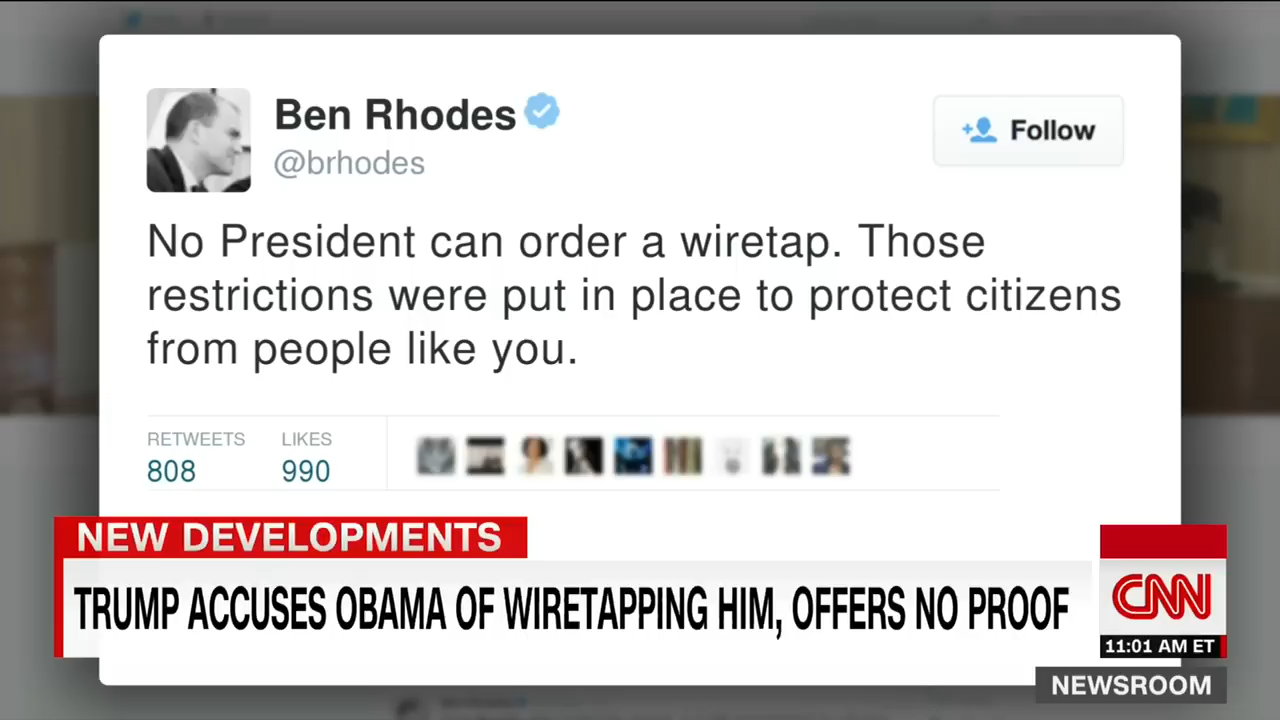 Ben Rhodes
@brhodes
Follow
No President can order a wiretap. Those
restrictions were put in place to protect citizens
from people like you.
RETWEETS LIKES
808 990
NEW DEVELOPMENTS
TRUMP ACCUSES OBAMA OF WIRETAPPING HIM, OFFERS NO PROOF
CNN
11:01 AM ET
NEWSROOM